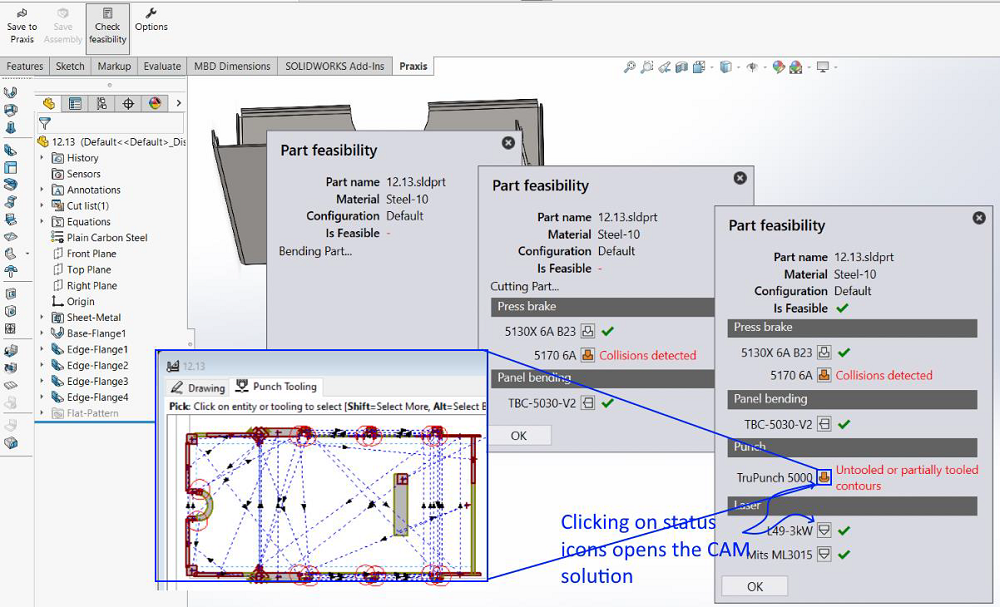 Save to Praxis
Save Assembly
Check feasibility
Options
Features
Sketch
Markup
Evaluate
MBD Dimensions
SOLIDWORKS Add-Ins
Praxis
12.13 (Default<<Default>_Dis
History
Sensors
Annotations
Cut list(1)
Equations
Plain Carbon Steel
Front Plane
Top Plane
Right Plane
Origin
Sheet-Metal
Base-Flange1
Edge-Flange1
Edge-Flange2
Edge-Flange3
Edge-Flange4
Flat-Pattern
Part feasibility
Part name 12.13.sldprt
Material Steel-10
Configuration Default
Is Feasible -
Bending Part...
Part feasibility
Part name 12.13.sldprt
Material Steel-10
Configuration Default
Is Feasible -
Cutting Part...
Press brake
5130X 6A B23
5170 6A Collisions detected
Panel bending
TBC-5030-V2
OK
Part feasibility
Part name 12.13.sldprt
Material Steel-10
Configuration Default
Is Feasible
Press brake
5130X 6A B23
5170 6A Collisions detected
Panel bending
TBC-5030-V2
Punch
TruPunch 5000 Untooled or partially tooled
contours
Laser
L49-3kW
Mits ML3015
OK
12.13
Drawing
Punch Tooling
Pick: Click on entity or tooling to select [Shift=Select More, Alt=Select E
Clicking on status
icons opens the CAM
solution